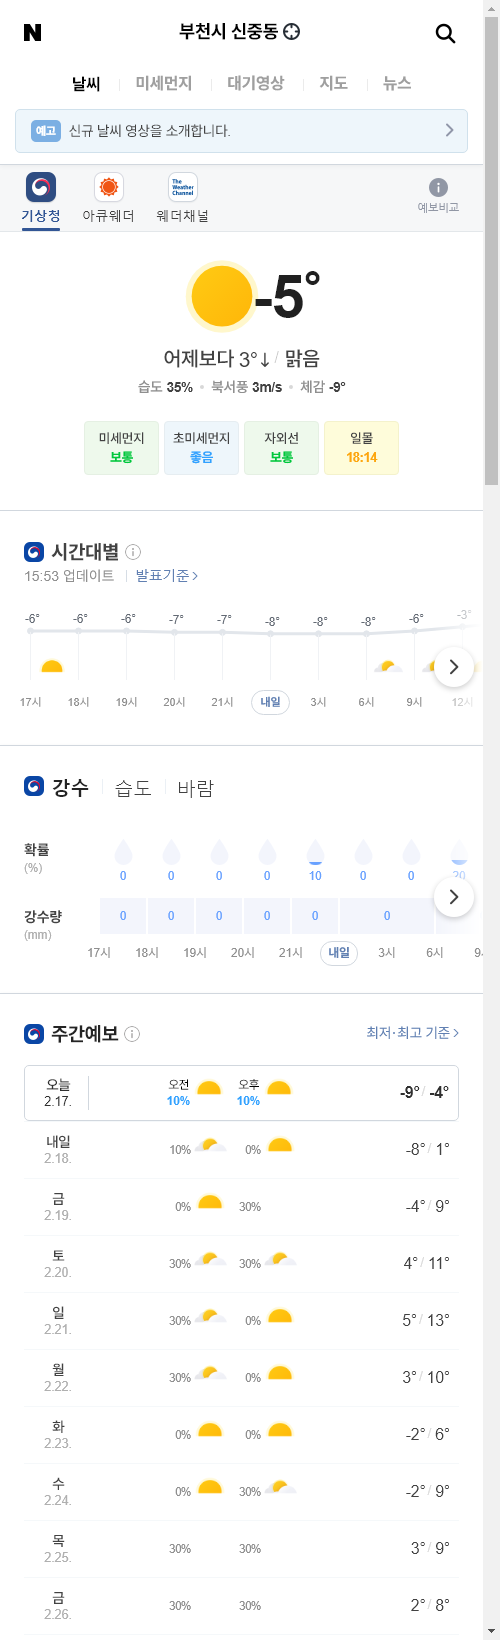 N 부천시 신중동
날씨 미세먼지 대기영상 지도 뉴스
예고 신규 날씨 영상을 소개합니다.
The Weather Channel
기상청 아큐웨더 웨더채널 예보비교
-5°
어제보다 3°↓ / 맑음
습도 35% • 북서풍 3m/s • 체감 -9°
미세먼지 초미세먼지 자외선 일몰
보통 좋음 보통 18:14
시간대별
15:53 업데이트 발표기준 >
-6° -6° -6° -7° -7° -8° -8° -8° -6° -3°
17시 18시 19시 20시 21시 내일 3시 6시 9시 12시
강수 습도 바람
확률
(%)
0 0 0 0 10 0 0 20
강수량
(mm)
0 0 0 0 0 0
17시 18시 19시 20시 21시 내일 3시 6시
주간예보 최저·최고 기준 >
오늘 오전 오후
2.17. 10% 10% -9° / -4°
내일
2.18. 10% 0% -8° / 1°
금
2.19. 0% 30% -4° / 9°
토
2.20. 30% 30% 4° / 11°
일
2.21. 30% 0% 5° / 13°
월
2.22. 30% 0% 3° / 10°
화
2.23. 0% 0% -2° / 6°
수
2.24. 0% 30% -2° / 9°
목
2.25. 30% 30% 3° / 9°
금
2.26. 30% 30% 2° / 8°